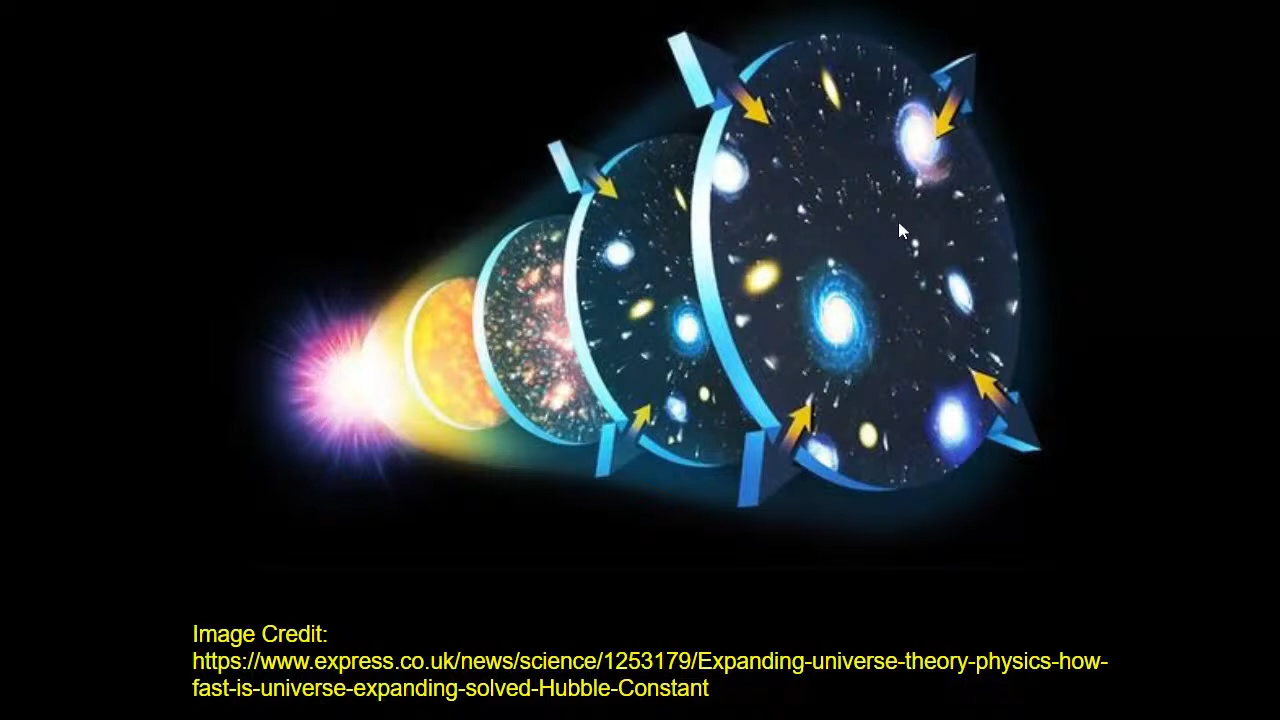 Image Credit:
https://www.express.co.uk/news/science/1253179/Expanding-universe-theory-physics-how-
fast-is-universe-expanding-solved-Hubble-Constant